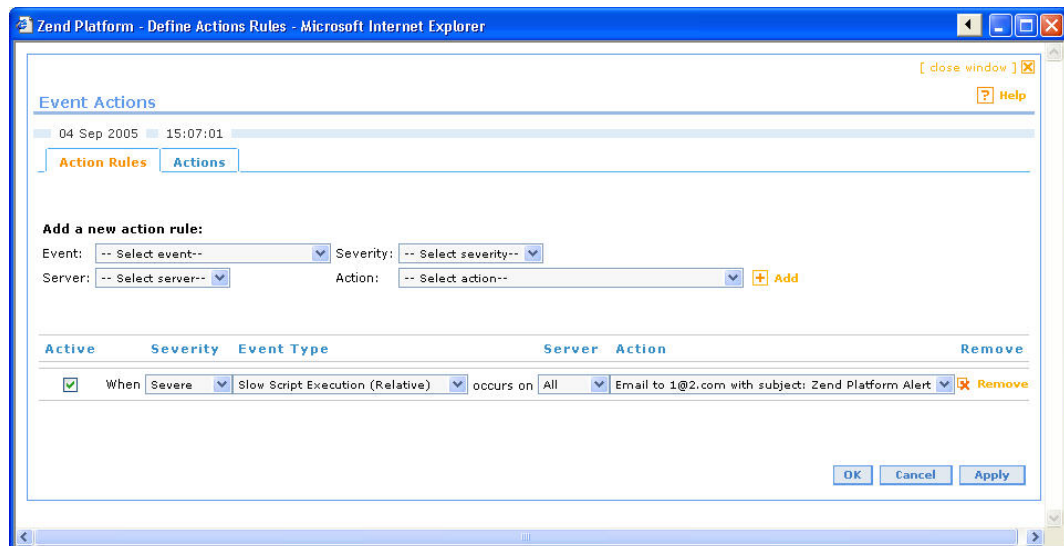 Zend Platform - Define Actions Rules - Microsoft Internet Explorer
[ close window ]
Event Actions
? Help
04 Sep 2005 15:07:01
Action Rules Actions
Add a new action rule:
Event: -- Select event-- Severity: -- Select severity--
Server: -- Select server-- Action: -- Select action-- + Add
Active Severity Event Type Server Action Remove
When Severe Slow Script Execution (Relative) occurs on All Email to 1@2.com with subject: Zend Platform Alert Remove
OK Cancel Apply